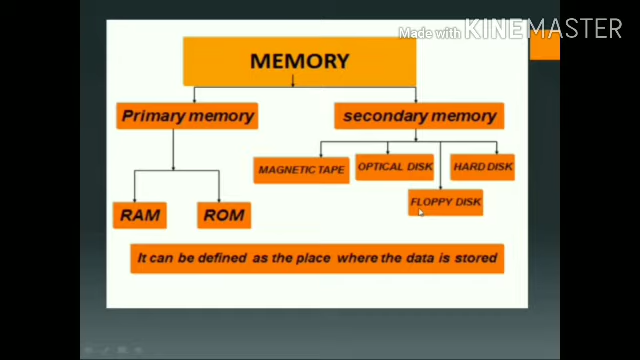 Made with KINEMASTER
MEMORY
Primary memory
secondary memory
MAGNETIC TAPE
OPTICAL DISK
HARD DISK
FLOPPY DISK
RAM
ROM
It can be defined as the place where the data is stored